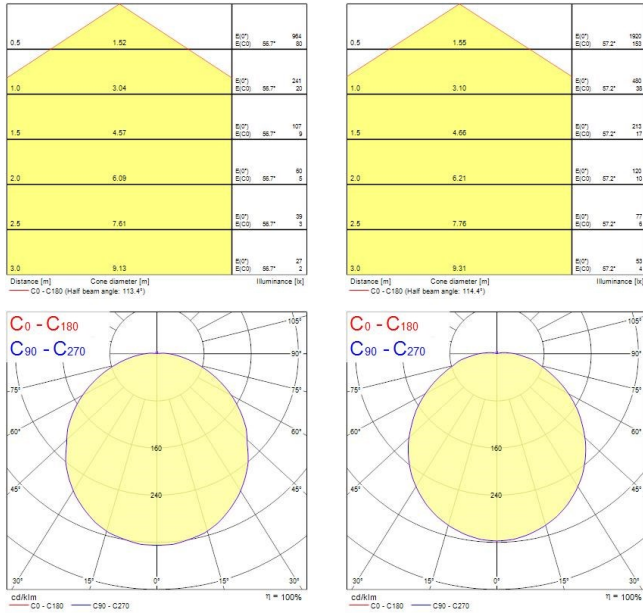 0.5 1.52 E(0°) 964
E(C0) 56.7° 80
1.0 3.04 E(0°) 241
E(C0) 56.7° 20
1.5 4.57 E(0°) 107
E(C0) 56.7° 9
2.0 6.09 E(0°) 60
E(C0) 56.7° 5
2.5 7.61 E(0°) 39
E(C0) 56.7° 3
3.0 9.13 E(0°) 27
E(C0) 56.7° 2
Distance [m] Cone diameter [m] Illuminance [lx]
C0 - C180 (Half beam angle: 113.4°)
0.5 1.55 E(0°) 1920
E(C0) 57.2° 153
1.0 3.10 E(0°) 480
E(C0) 57.2° 38
1.5 4.66 E(0°) 213
E(C0) 57.2° 17
2.0 6.21 E(0°) 120
E(C0) 57.2° 10
2.5 7.76 E(0°) 77
E(C0) 57.2° 6
3.0 9.31 E(0°) 53
E(C0) 57.2° 4
Distance [m] Cone diameter [m] Illuminance [lx]
C0 - C180 (Half beam angle: 114.4°)
C0 - C180
C90 - C270
105°
90°
75° 75°
60° 60°
160
45° 45°
240
30° 15° 0° 15° 30°
cd/klm η = 100%
C0 - C180 C90 - C270
C0 - C180
C90 - C270
105°
90°
75° 75°
60° 60°
160
45° 45°
240
30° 15° 0° 15° 30°
cd/klm η = 100%
C0 - C180 C90 - C270